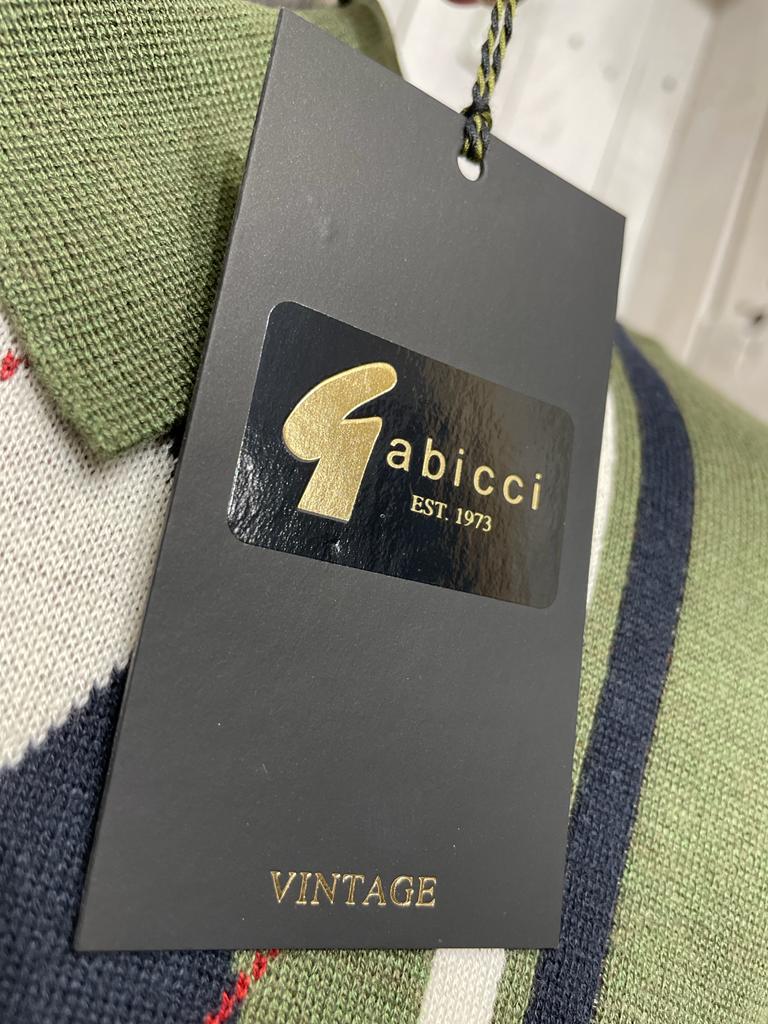 Gabicci
EST. 1973
VINTAGE